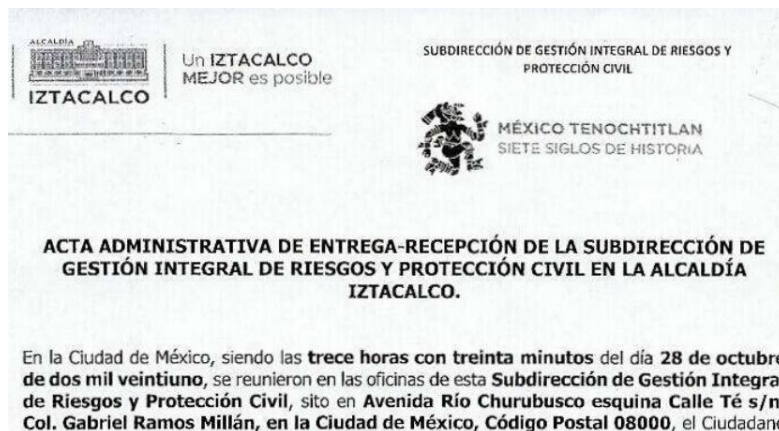 ALCALDÍA
IZTACALCO
Un IZTACALCO
MEJOR es posible
SUBDIRECCIÓN DE GESTIÓN INTEGRAL DE RIESGOS Y
PROTECCIÓN CIVIL
MÉXICO TENOCHTITLAN
SIETE SIGLOS DE HISTORIA
ACTA ADMINISTRATIVA DE ENTREGA-RECEPCIÓN DE LA SUBDIRECCIÓN DE
GESTIÓN INTEGRAL DE RIESGOS Y PROTECCIÓN CIVIL EN LA ALCALDÍA
IZTACALCO.
En la Ciudad de México, siendo las trece horas con treinta minutos del día 28 de octubre
de dos mil veintiuno, se reunieron en las oficinas de esta Subdirección de Gestión Integra
de Riesgos y Protección Civil, sito en Avenida Río Churubusco esquina Calle Té s/n
Col. Gabriel Ramos Millán, en la Ciudad de México, Código Postal 08000, el Ciudadano